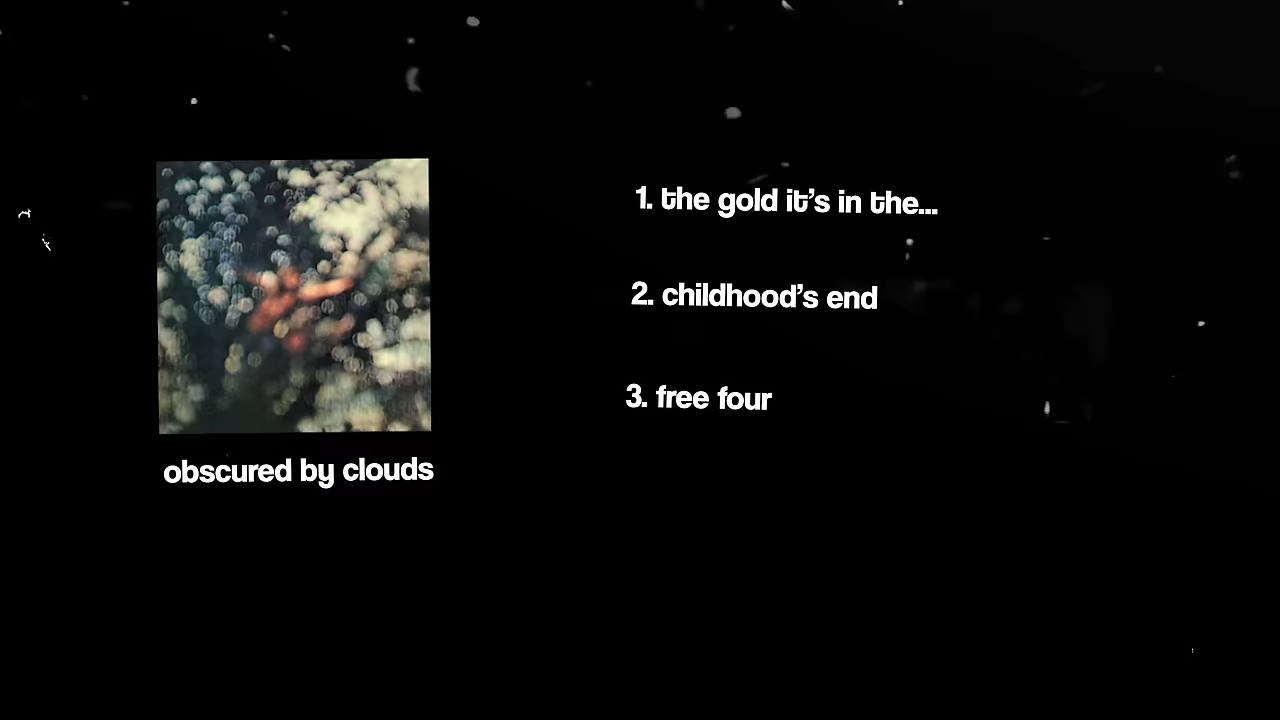 1. the gold it’s in the...
2. childhood’s end
3. free four
obscured by clouds